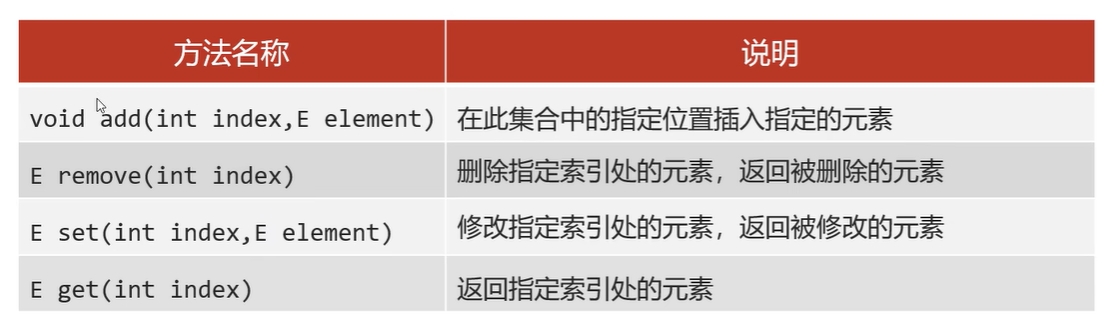 方法名称 说明
void add(int index,E element) 在此集合中的指定位置插入指定的元素
E remove(int index) 删除指定索引处的元素，返回被删除的元素
E set(int index,E element) 修改指定索引处的元素，返回被修改的元素
E get(int index) 返回指定索引处的元素